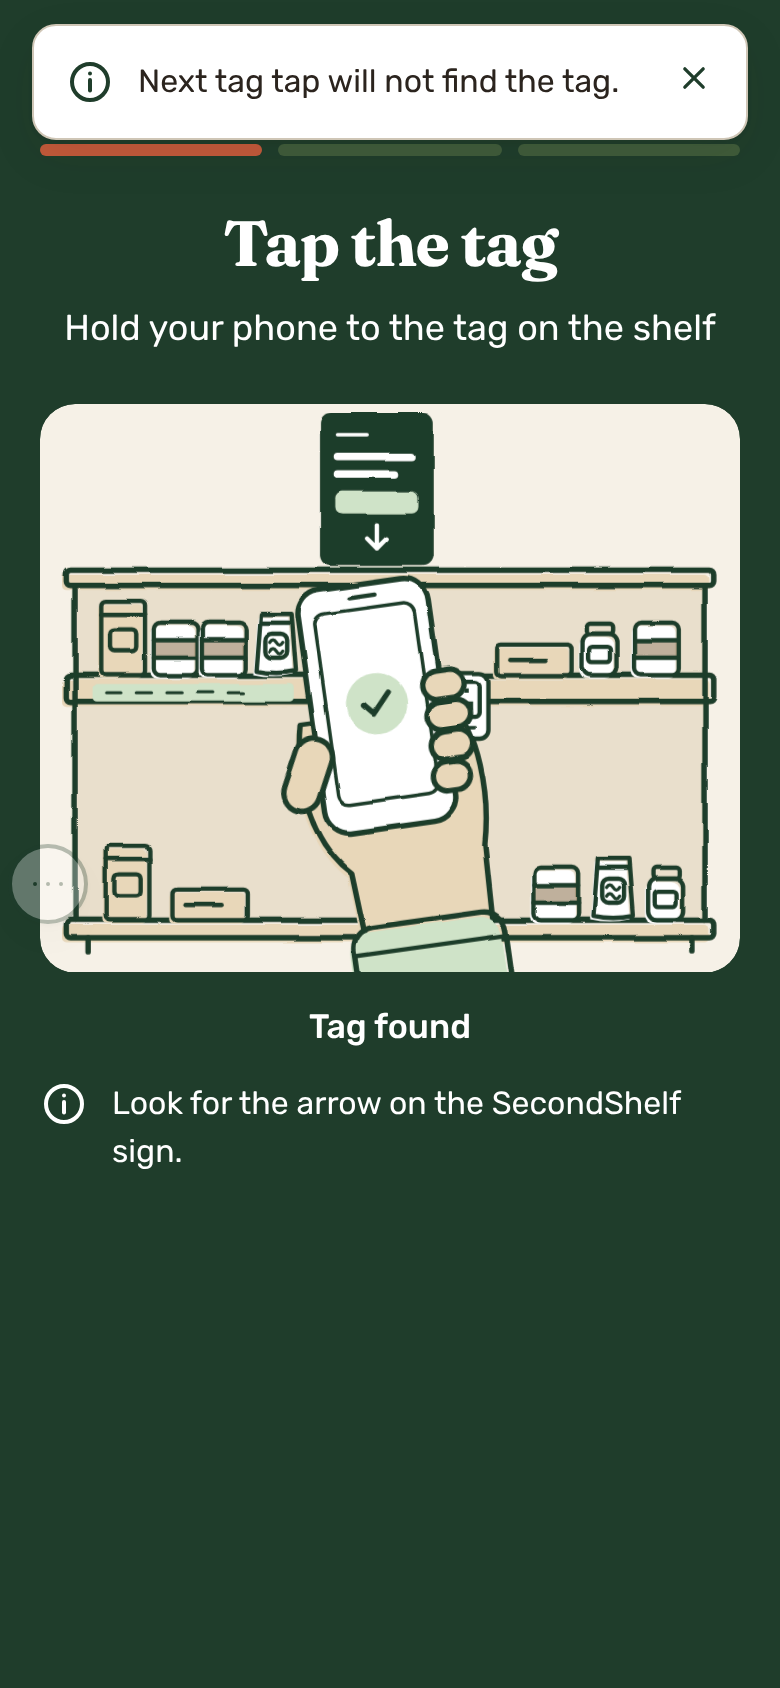 Next tag tap will not find the tag.
Tap the tag
Hold your phone to the tag on the shelf
Tag found
Look for the arrow on the SecondShelf
sign.